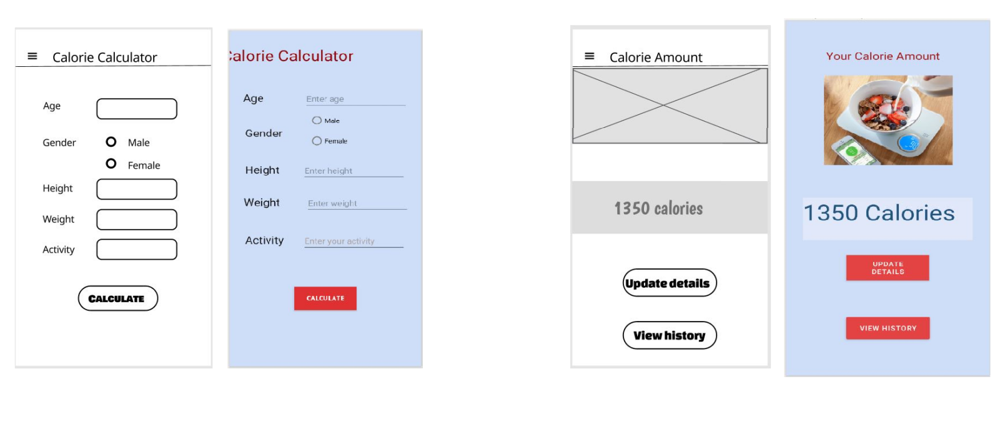 Calorie Calculator
Age
Gender
Male
Female
Height
Weight
Activity
CALCULATE
Calorie Calculator
Age
Enter age
Male
Gender
Female
Height
Enter height
Weight
Enter weight
Activity
Enter your activity
CALCULATE
Calorie Amount
1350 calories
Update details
View history
Your Calorie Amount
1350 Calories
UPDATE
DETAILS
VIEW HISTORY